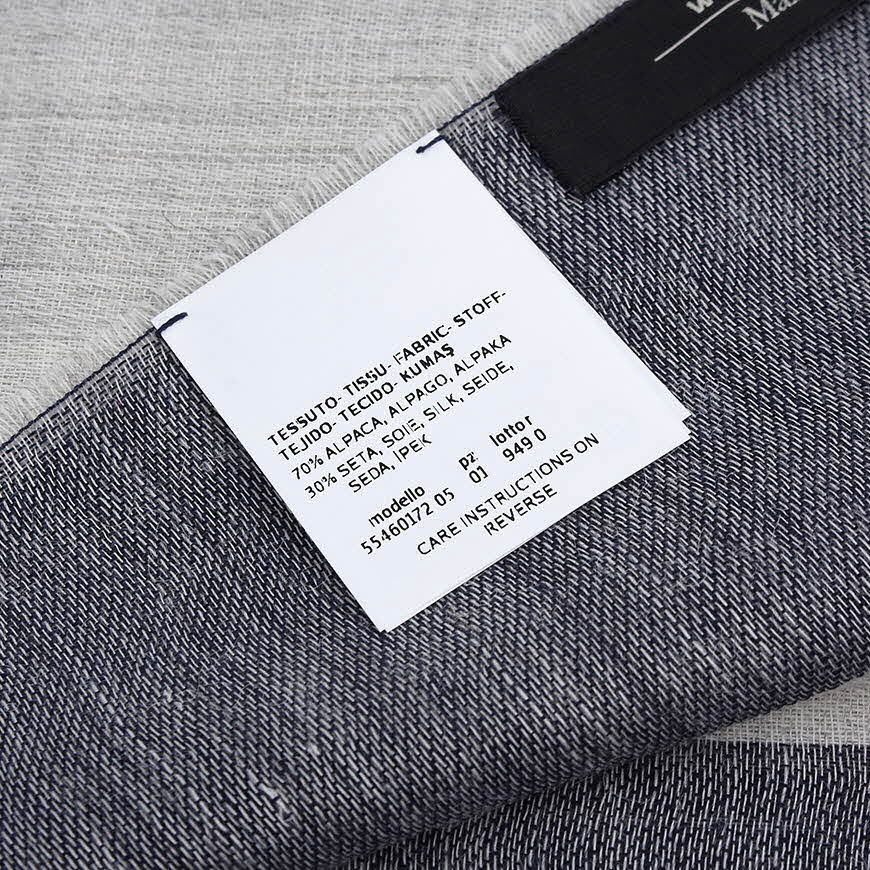 Ma
TESSUTO- TISSU- FABRIC- STOFF-
TEJIDO- TECIDO- KUMAŞ
70% ALPACA, ALPAGO, ALPAKA
30% SETA, SOIE, SILK, SEIDE,
SEDA, IPEK
modello pz lottor
55460172 05 01 949 0
CARE INSTRUCTIONS ON
REVERSE